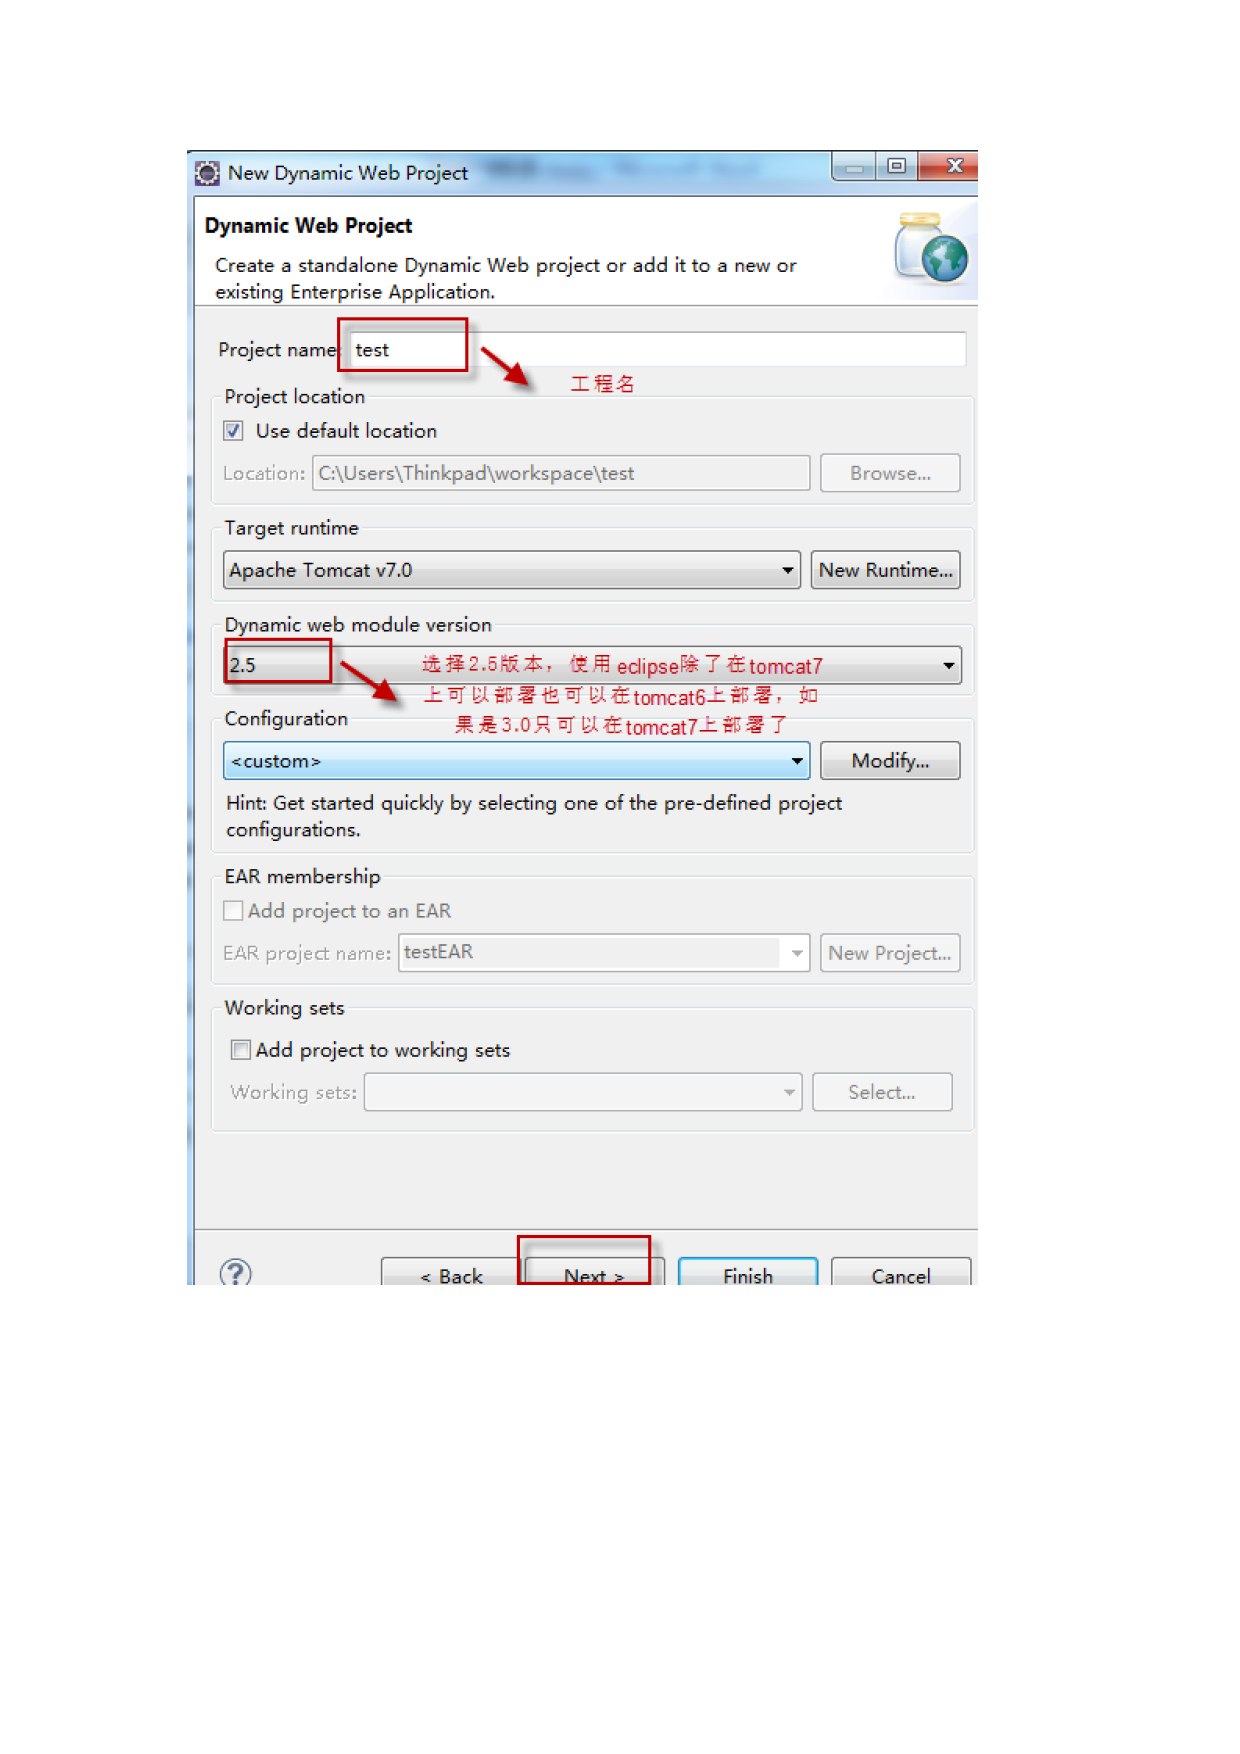 New Dynamic Web Project
Dynamic Web Project
Create a standalone Dynamic Web project or add it to a new or
existing Enterprise Application.
Project name: test
工程名
Project location
Use default location
Location: C:\Users\Thinkpad\workspace\test Browse...
Target runtime
Apache Tomcat v7.0 New Runtime...
Dynamic web module version
2.5 选择2.5版本，使用eclipse除了在tomcat7
上可以部署也可以在tomcat6上部署，如
Configuration 果是3.0只可以在tomcat7上部署了
<custom> Modify...
Hint: Get started quickly by selecting one of the pre-defined project
configurations.
EAR membership
Add project to an EAR
EAR project name: testEAR New Project...
Working sets
Add project to working sets
Working sets: Select...
? < Back Next > Finish Cancel